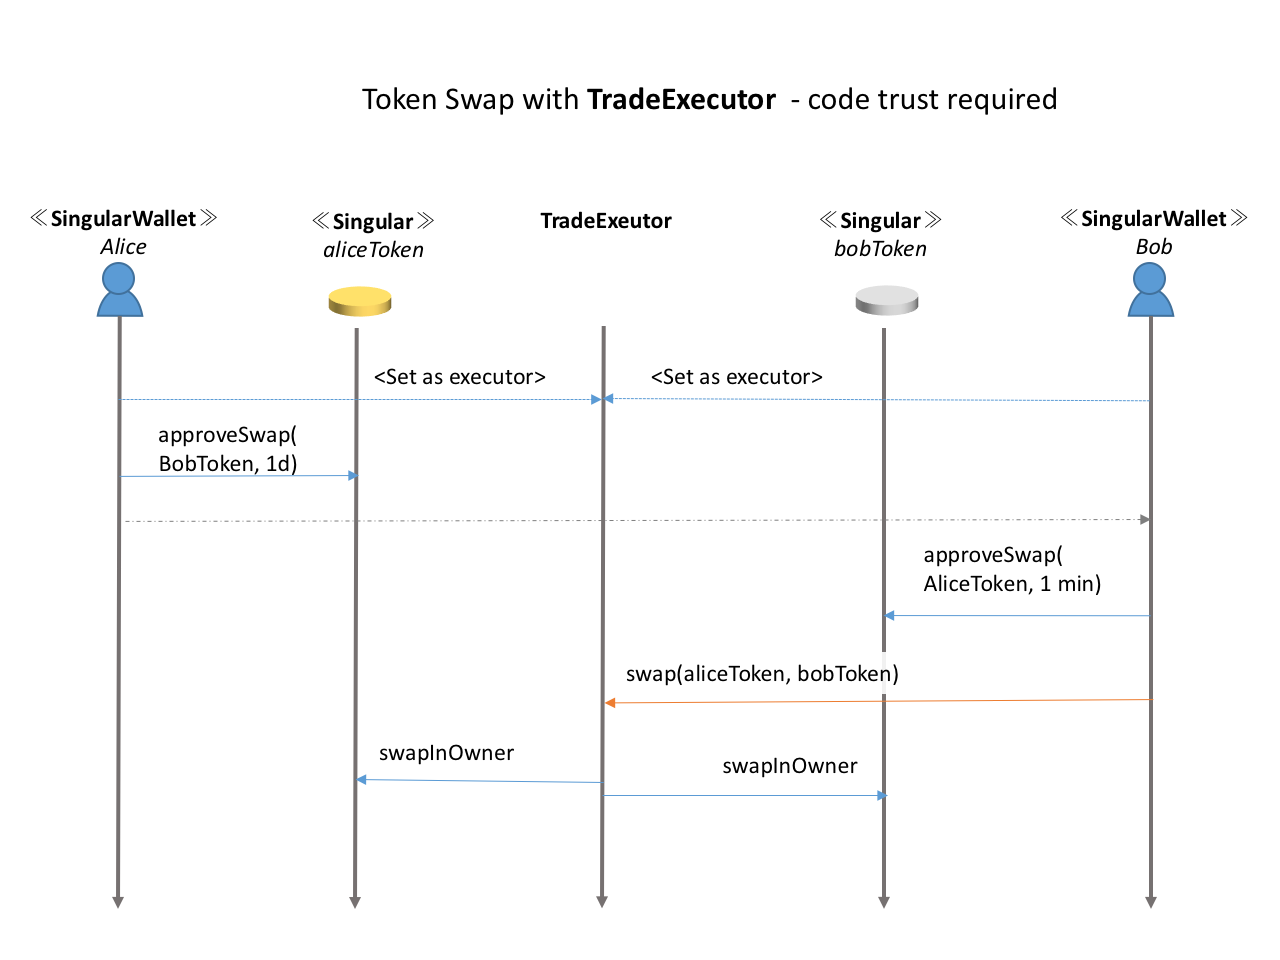 Token Swap with TradeExecutor - code trust required
≪SingularWallet≫
Alice
≪Singular≫
aliceToken
TradeExeutor
≪Singular≫
bobToken
≪SingularWallet≫
Bob
<Set as executor>
<Set as executor>
approveSwap(
BobToken, 1d)
approveSwap(
AliceToken, 1 min)
swap(aliceToken, bobToken)
swapInOwner
swapInOwner